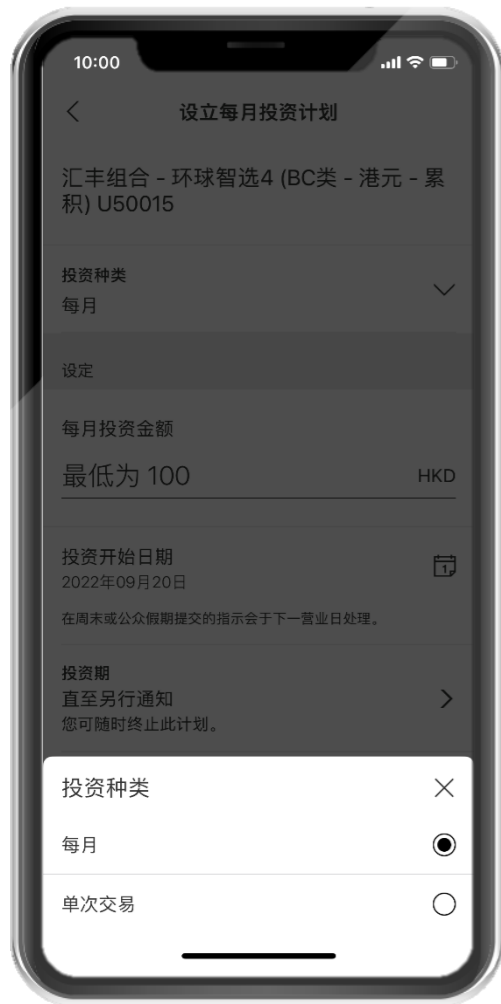 10:00
设立每月投资计划
汇丰组合 – 环球智选4 (BC类 – 港元 – 累
积) U50015
投资种类
每月
设定
每月投资金额
最低为 100
HKD
投资开始日期
2022年09月20日
1
在周末或公众假期提交的指示会于下一营业日处理。
投资期
直至另行通知
您可随时终止此计划。
投资种类
每月
单次交易